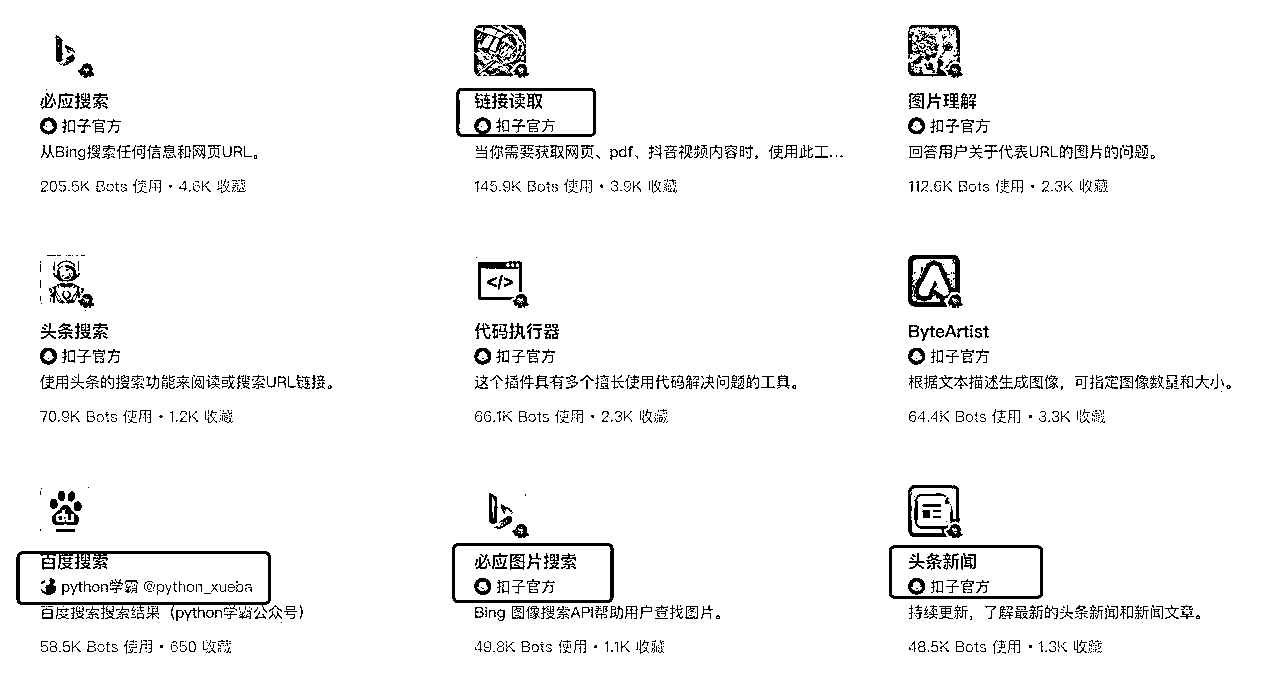 必应搜索
扣子官方
从Bing搜索任何信息和网页URL。
205.5K Bots 使用 • 4.6K 收藏
链接读取
扣子官方
当你需要获取网页、pdf、抖音视频内容时，使用此工...
145.9K Bots 使用 • 3.9K 收藏
图片理解
扣子官方
回答用户关于代表URL的图片的问题。
112.6K Bots 使用 • 2.3K 收藏
头条搜索
扣子官方
使用头条的搜索功能来阅读或搜索URL链接。
70.9K Bots 使用 • 1.2K 收藏
代码执行器
扣子官方
这个插件具有多个擅长使用代码解决问题的工具。
66.1K Bots 使用 • 2.3K 收藏
ByteArtist
扣子官方
根据文本描述生成图像，可指定图像数量和大小。
64.4K Bots 使用 • 3.3K 收藏
百度搜索
python学霸 @python_xueba
百度搜索搜索结果（python学霸公众号）
58.5K Bots 使用 • 650 收藏
必应图片搜索
扣子官方
Bing 图像搜索API帮助用户查找图片。
49.8K Bots 使用 • 1.1K 收藏
头条新闻
扣子官方
持续更新，了解最新的头条新闻和新闻文章。
48.5K Bots 使用 • 1.3K 收藏